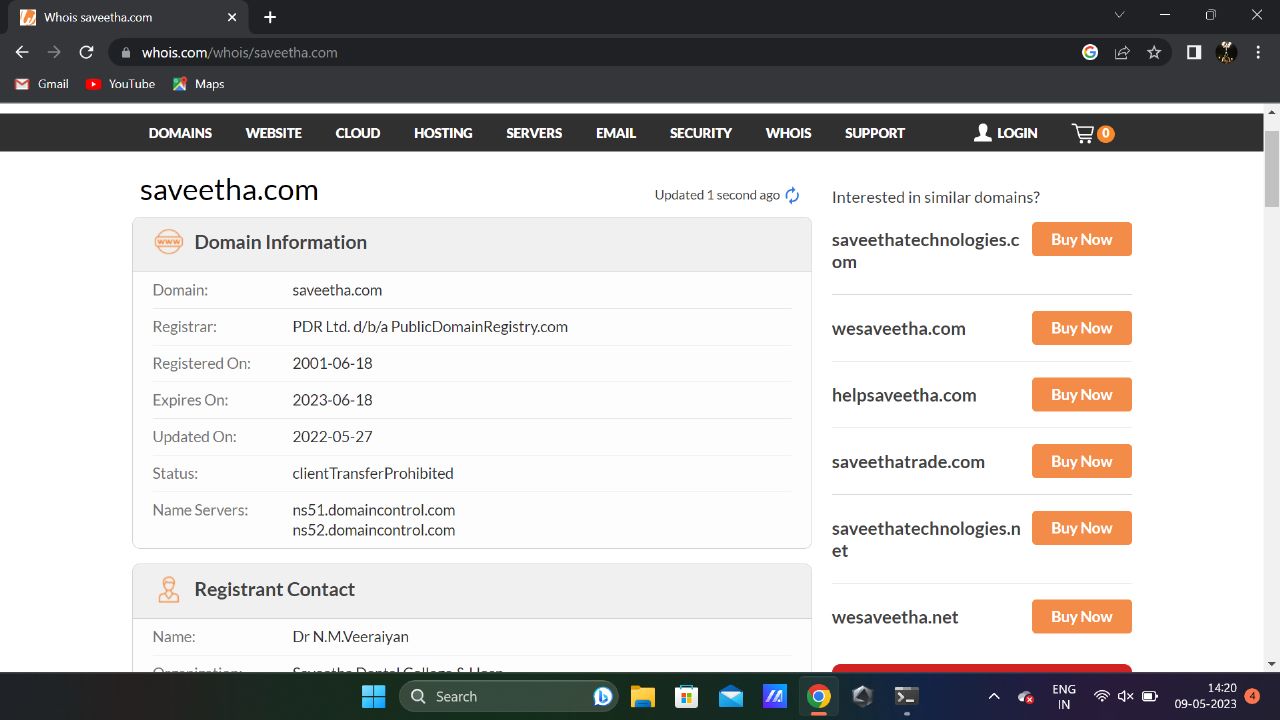 Whois saveetha.com
whois.com/whois/saveetha.com
Gmail YouTube Maps
DOMAINS WEBSITE CLOUD HOSTING SERVERS EMAIL SECURITY WHOIS SUPPORT LOGIN 0
saveetha.com
Updated 1 second ago
Domain Information
Domain: saveetha.com
Registrar: PDR Ltd. d/b/a PublicDomainRegistry.com
Registered On: 2001-06-18
Expires On: 2023-06-18
Updated On: 2022-05-27
Status: clientTransferProhibited
Name Servers: ns51.domaincontrol.com
ns52.domaincontrol.com
Registrant Contact
Name: Dr N.M.Veeraiyan
Interested in similar domains?
saveethatechnologies.c Buy Now
om
wesaveetha.com Buy Now
helpsaveetha.com Buy Now
saveethatrade.com Buy Now
saveethatechnologies.n Buy Now
et
wesaveetha.net Buy Now
Search
ENG
IN
14:20
09-05-2023
4